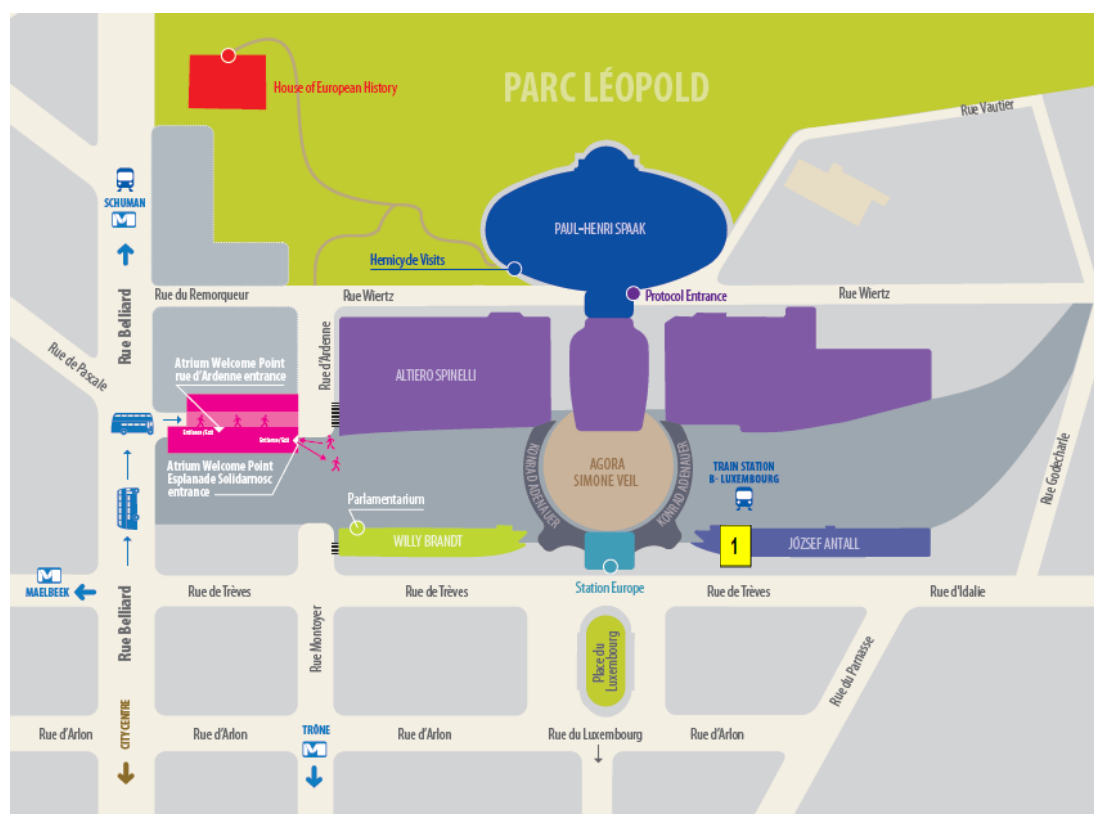 PARC LÉOPOLD
House of European History
Rue Vautier
SCHUMAN
M
PAUL-HENRI SPAAK
Hemicyde Visits
Rue Belliard
Rue du Remorqueur
Rue Wiertz
Protocol Entrance
Rue Wiertz
Rue de Pascale
Atrium Welcome Point
rue d'Ardenne entrance
Rue d'Ardenne
ALTIERO SPINELLI
Entrance/Exit
Entrance/Exit
Atrium Welcome Point
Esplanade Solidarnosc
entrance
KONRAD ADENAUER
AGORA
SIMONE VEIL
KONRAD ADENAUER
TRAIN STATION
B- LUXEMBOURG
Rue Godecharle
Parlamentarium
WILLY BRANDT
1
JÓZSEF ANTALL
M
MAELBEEK
Rue Belliard
Rue de Trèves
Rue de Trèves
Station Europe
Rue de Trèves
Rue d'Idalie
Rue Montoyer
Place du
Luxembourg
Rue du Parnasse
CITY CENTRE
Rue d'Arlon
Rue d'Arlon
TRÔNE
M
Rue d'Arlon
Rue du Luxembourg
Rue d'Arlon